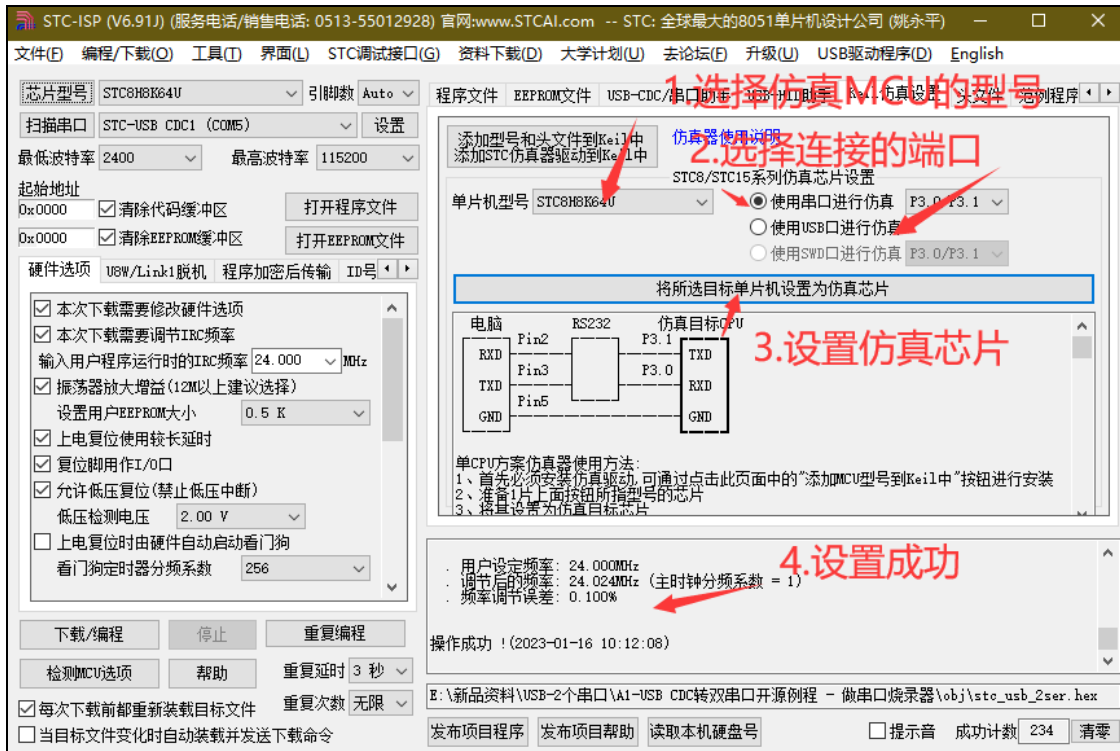 STC-ISP (V6.91J) (服务电话/销售电话: 0513-55012928) 官网:www.STCAI.com -- STC: 全球最大的8051单片机设计公司 (姚永平)
文件(F) 编程/下载(O) 工具(T) 界面(L) STC调试接口(G) 资料下载(D) 大学计划(U) 去论坛(F) 升级(U) USB驱动程序(D) English
芯片型号 STC8H8K64U 引脚数 Auto
扫描串口 STC-USB CDC1 (COM5) 设置
最低波特率 2400 最高波特率 115200
起始地址
0x0000 清除代码缓冲区 打开程序文件
0x0000 清除EEPROM缓冲区 打开EEPROM文件
硬件选项 U8W/Link1脱机 程序加密后传输 ID号
本次下载需要修改硬件选项
本次下载需要调节IRC频率
输入用户程序运行时的IRC频率 24.000 MHz
振荡器放大增益(12M以上建议选择)
设置用户EEPROM大小 0.5 K
上电复位使用较长延时
复位脚用作I/O口
允许低压复位(禁止低压中断)
低压检测电压 2.00 V
上电复位时由硬件自动启动看门狗
看门狗定时器分频系数 256
下载/编程 停止 重复编程
检测MCU选项 帮助 重复延时 3 秒
每次下载前都重新装载目标文件 重复次数 无限
当目标文件变化时自动装载并发送下载命令
程序文件 EEPROM文件 USB-CDC/串口助手 USB-HID助手 Keil仿真设置 头文件 范例程序
1.选择仿真MCU的型号
添加型号和头文件到Keil中
添加STC仿真器驱动到Keil中
仿真器使用说明
2.选择连接的端口
STC8/STC15系列仿真芯片设置
单片机型号 STC8H8K64U 使用串口进行仿真 P3.0/P3.1
使用USB口进行仿真
使用SWD口进行仿真 P3.0/P3.1
将所选目标单片机设置为仿真芯片
电脑 RS232 仿真目标CPU
RXD Pin2 P3.1 TXD
TXD Pin3 P3.0 RXD
GND Pin5 GND
3.设置仿真芯片
单CPU方案仿真器使用方法:
1、首先必须安装仿真驱动,可通过点击此页面中的"添加MCU型号到Keil中"按钮进行安装
2、准备1片上面按钮所指型号的芯片
3、将其设置为仿真目标芯片
. 用户设定频率: 24.000MHz
. 调节后的频率: 24.024MHz (主时钟分频系数 = 1)
. 频率调节误差: 0.100%
4.设置成功
操作成功 !(2023-01-16 10:12:08)
E:\新品资料\USB-2个串口\A1-USB CDC转双串口开源例程 - 做串口烧录器\obj\stc_usb_2ser.hex
发布项目程序 发布项目帮助 读取本机硬盘号 提示音 成功计数 234 清零